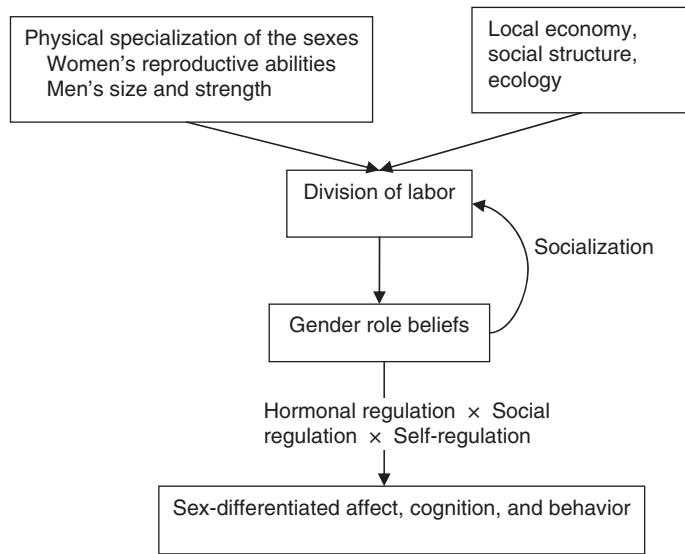 Physical specialization of the sexes
Women's reproductive abilities
Men's size and strength
Local economy,
social structure,
ecology
Division of labor
Socialization
Gender role beliefs
Hormonal regulation × Social
regulation × Self-regulation
Sex-differentiated affect, cognition, and behavior